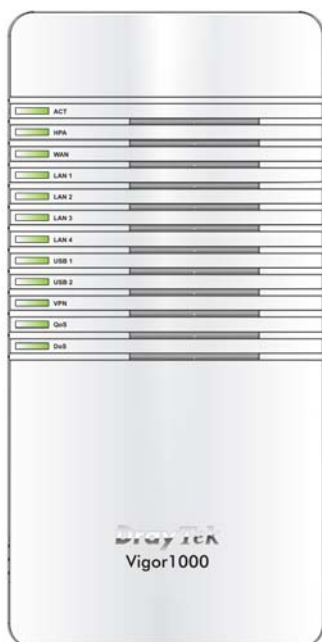 ACT
HPA
WAN
LAN 1
LAN 2
LAN 3
LAN 4
USB 1
USB 2
VPN
QoS
DoS
DrayTek
Vigor1000